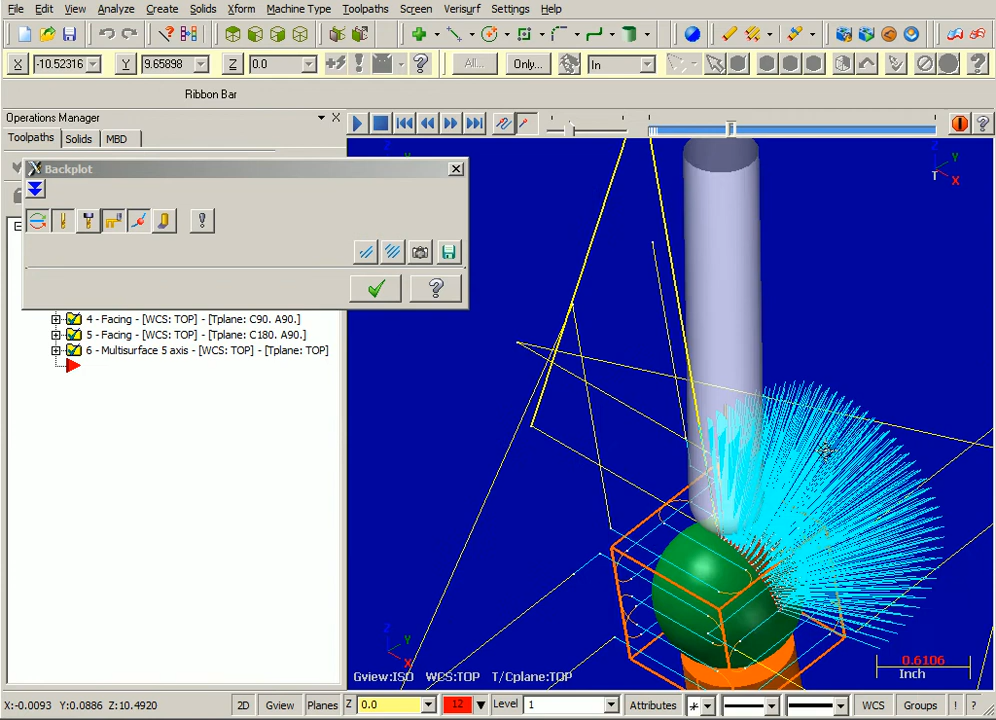 File Edit View Analyze Create Solids Xform Machine Type Toolpaths Screen Verisurf Settings Help
X -10.52316 Y 9.65898 Z 0.0 All... Only... In
Ribbon Bar
Operations Manager
Toolpaths Solids MBD
Backplot
4 - Facing - [WCS: TOP] - [Tplane: C90. A90.]
5 - Facing - [WCS: TOP] - [Tplane: C180. A90.]
6 - Multisurface 5 axis - [WCS: TOP] - [Tplane: TOP]
Z
Y
X
T
Z
Y
X
Gview:ISO WCS:TOP T/Cplane:TOP
0.6106
Inch
X:-0.0093 Y:0.0886 Z:10.4920 2D Gview Planes Z 0.0 12 Level 1 Attributes WCS Groups ! ?